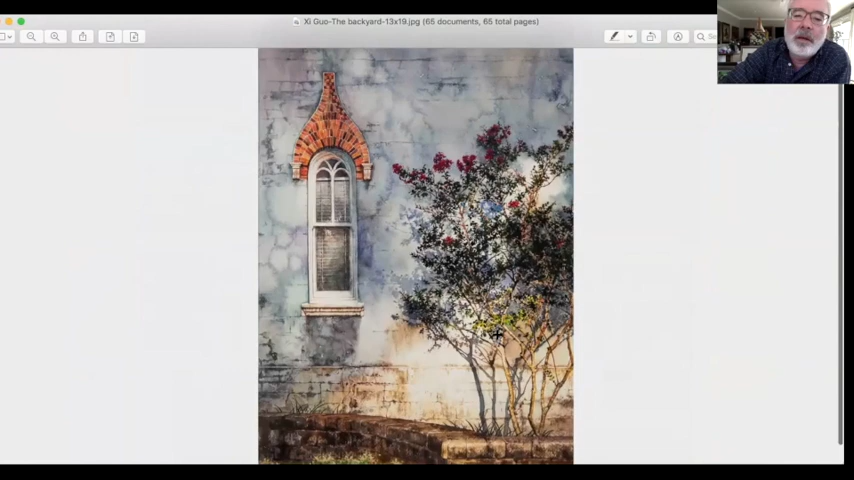 Xi Guo-The backyard-13x19.jpg (65 documents, 65 total pages)